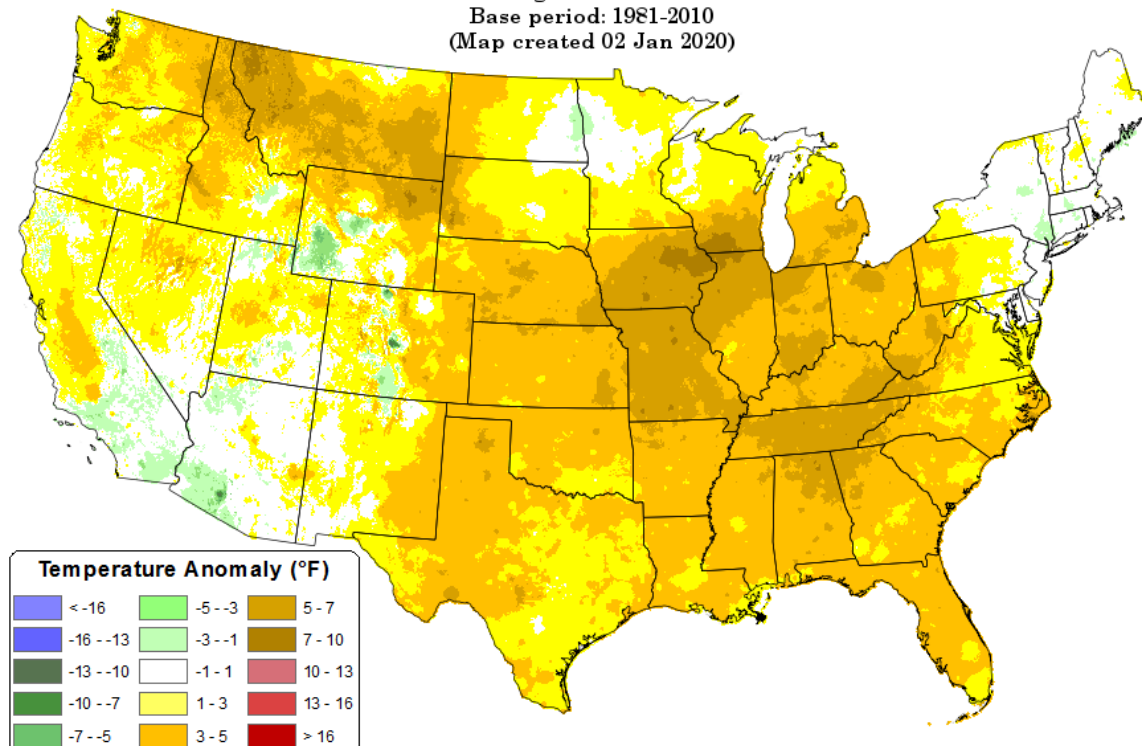 Base period: 1981-2010
(Map created 02 Jan 2020)
Temperature Anomaly (°F)
< -16
-5 - -3
5 - 7
-16 - -13
-3 - -1
7 - 10
-13 - -10
-1 - 1
10 - 13
-10 - -7
1 - 3
13 - 16
-7 - -5
3 - 5
> 16